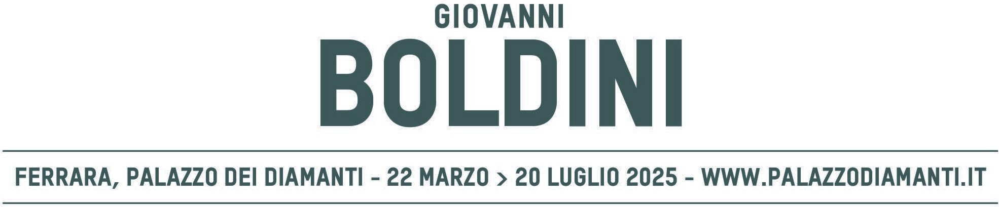 GIOVANNI
BOLDINI
FERRARA, PALAZZO DEI DIAMANTI - 22 MARZO > 20 LUGLIO 2025 - WWW.PALAZZODIAMANTI.IT